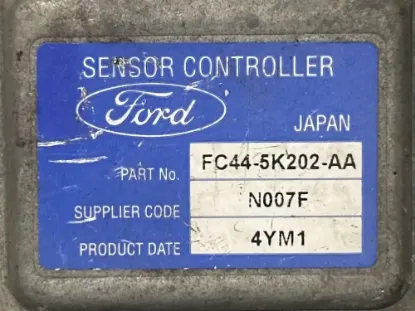 SENSOR CONTROLLER
Ford
JAPAN
PART No. FC44-5K202-AA
SUPPLIER CODE N007F
PRODUCT DATE 4YM1